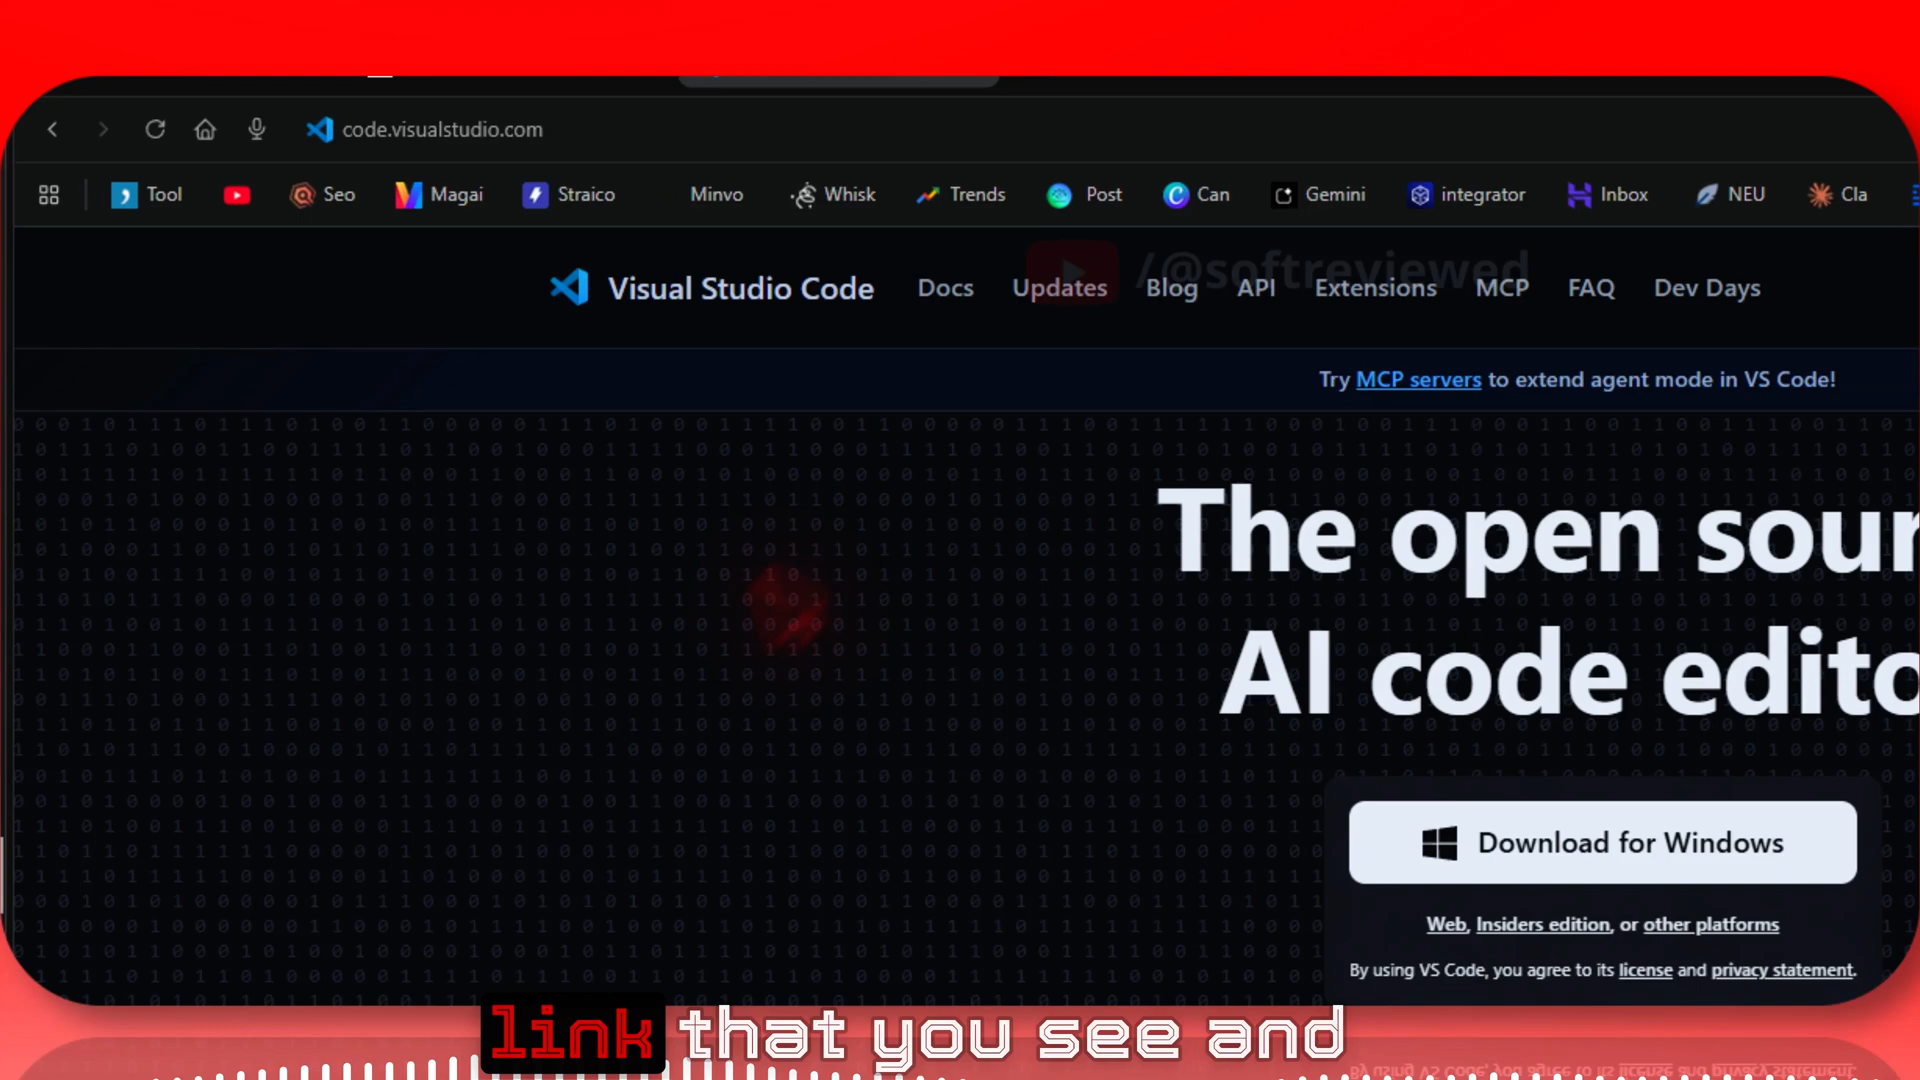 code.visualstudio.com
Tool Seo Magai Straico Minvo Whisk Trends Post Can Gemini integrator Inbox NEU Cla
/@softreviewed
Visual Studio Code Docs Updates Blog API Extensions MCP FAQ Dev Days
Try MCP servers to extend agent mode in VS Code!
The open sour
AI code edito
Download for Windows
Web, Insiders edition, or other platforms
By using VS Code, you agree to its license and privacy statement.
link that you see and